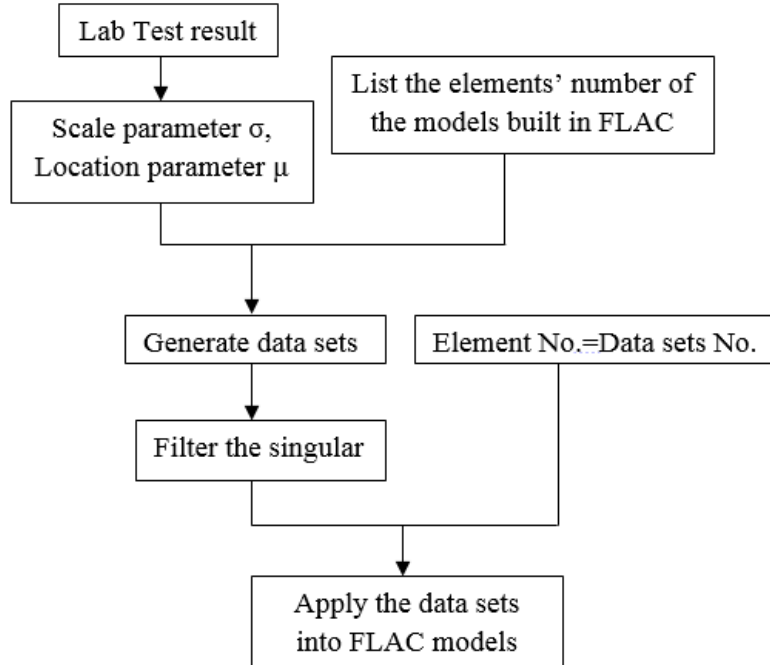 Lab Test result
List the elements’ number of
the models built in FLAC
Scale parameter σ,
Location parameter μ
Generate data sets
Element No.=Data sets No.
Filter the singular
Apply the data sets
into FLAC models